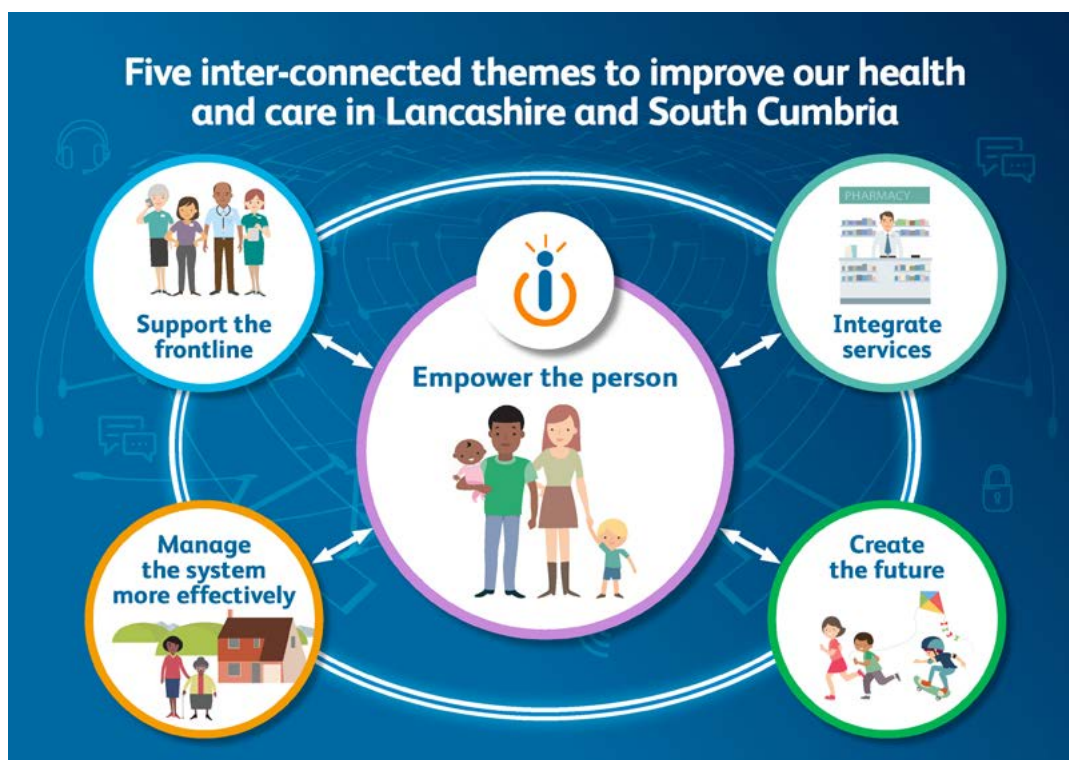 Five inter-connected themes to improve our health
and care in Lancashire and South Cumbria
PHARMACY
Support the
frontline
Integrate
services
Empower the person
Manage
the system
more effectively
Create
the future